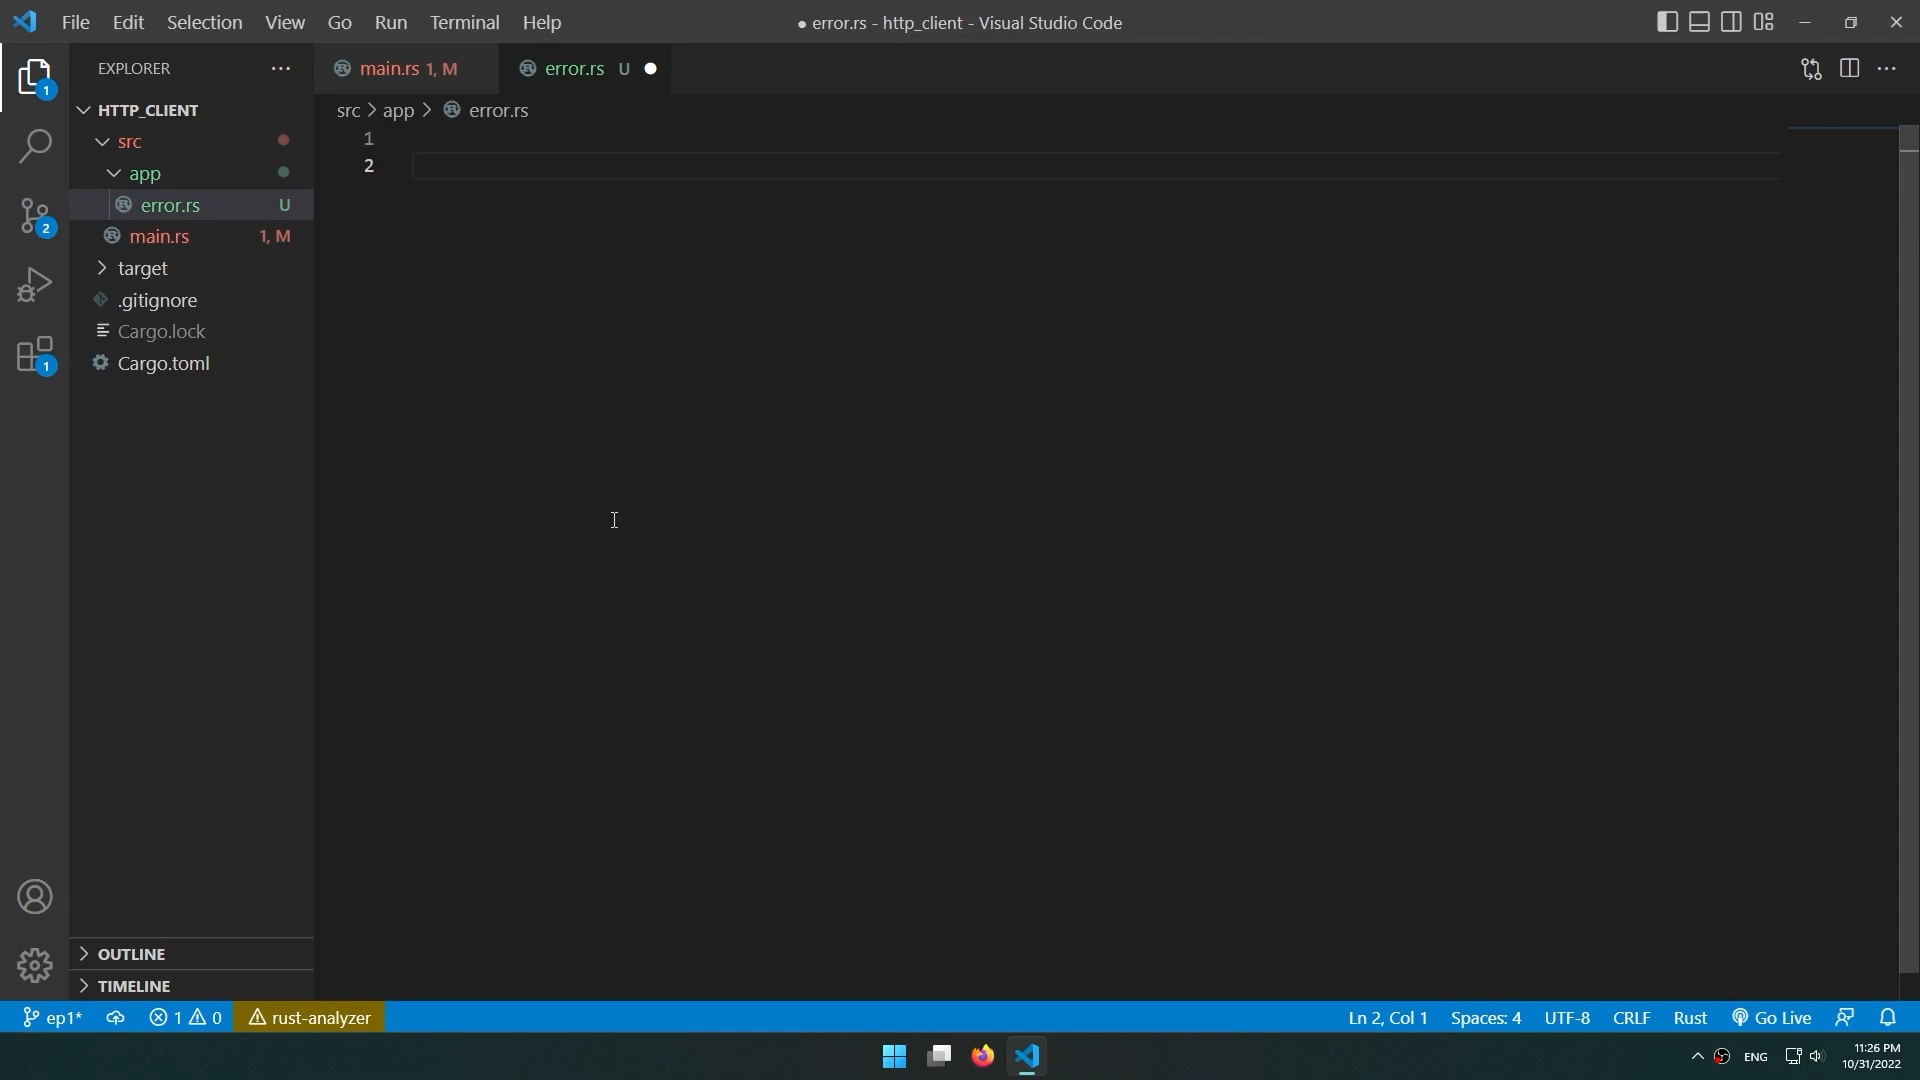 File Edit Selection View Go Run Terminal Help
● error.rs - http_client - Visual Studio Code
EXPLORER
main.rs 1, M
error.rs U
src > app > error.rs
HTTP_CLIENT
src
app
error.rs U
main.rs 1, M
target
.gitignore
Cargo.lock
Cargo.toml
1
2
1
2
1
OUTLINE
TIMELINE
ep1* 1 0 rust-analyzer
Ln 2, Col 1 Spaces: 4 UTF-8 CRLF Rust Go Live
ENG
11:26 PM
10/31/2022